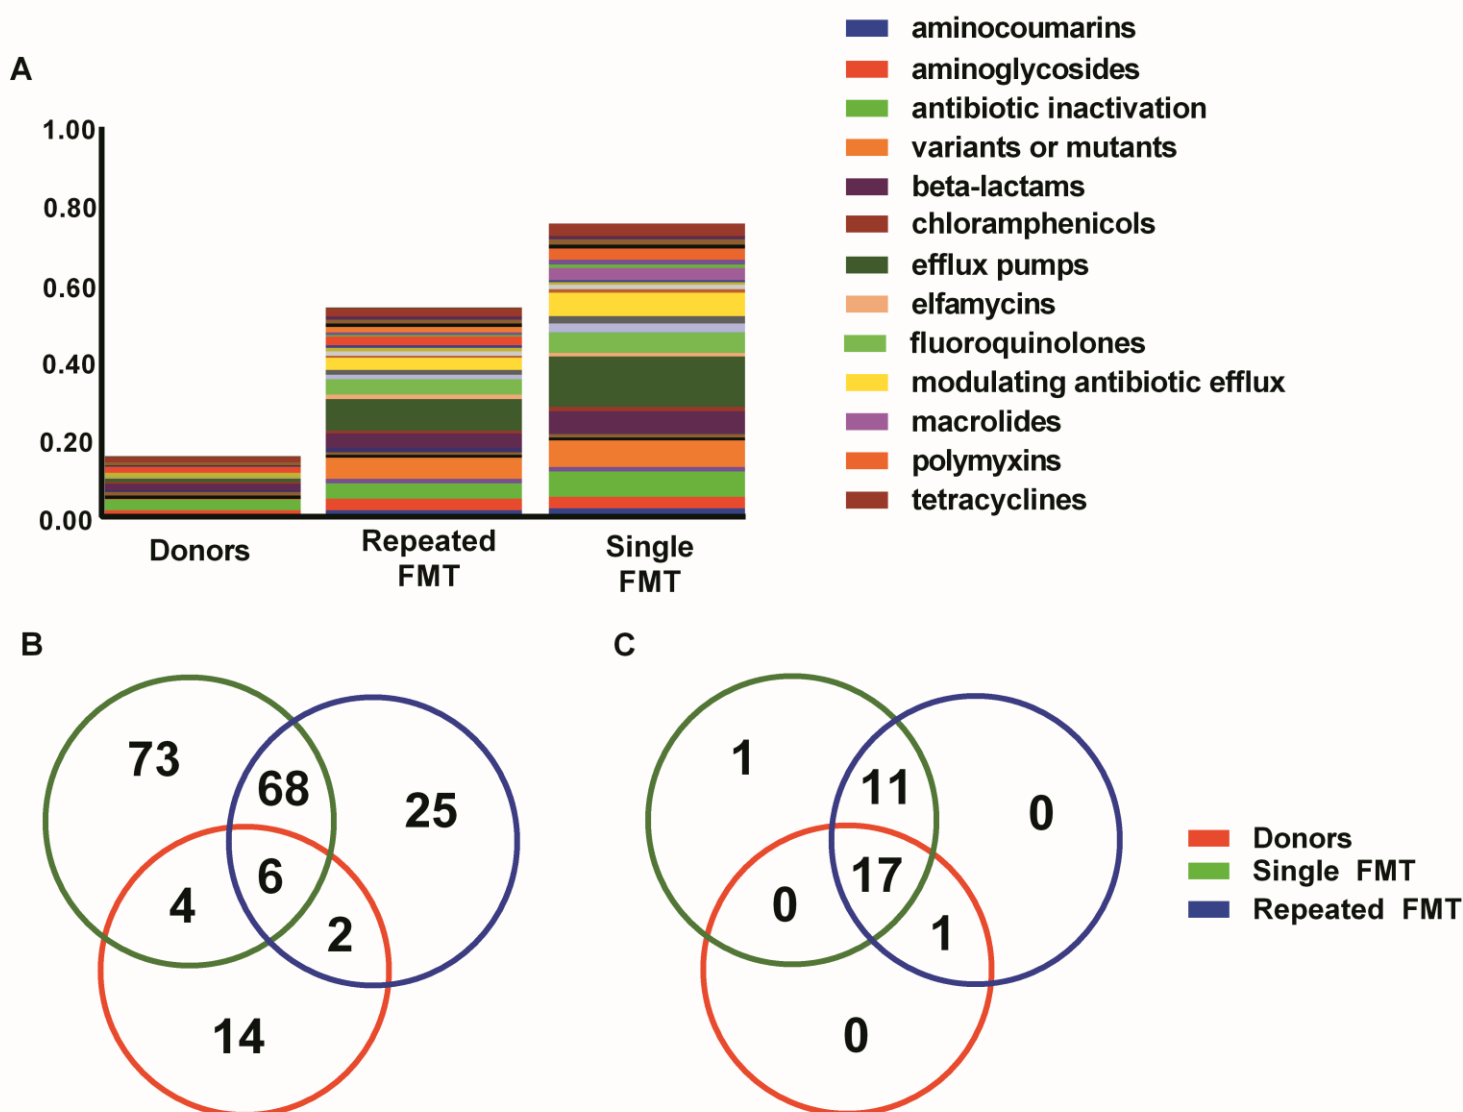 A
1.00
0.80
0.60
0.40
0.20
0.00
Donors
Repeated
FMT
Single
FMT
aminocoumarins
aminoglycosides
antibiotic inactivation
variants or mutants
beta-lactams
chloramphenicols
efflux pumps
elfamycins
fluoroquinolones
modulating antibiotic efflux
macrolides
polymyxins
tetracyclines
B
73
68
25
6
4
2
14
C
1
11
0
17
0
1
0
Donors
Single FMT
Repeated FMT